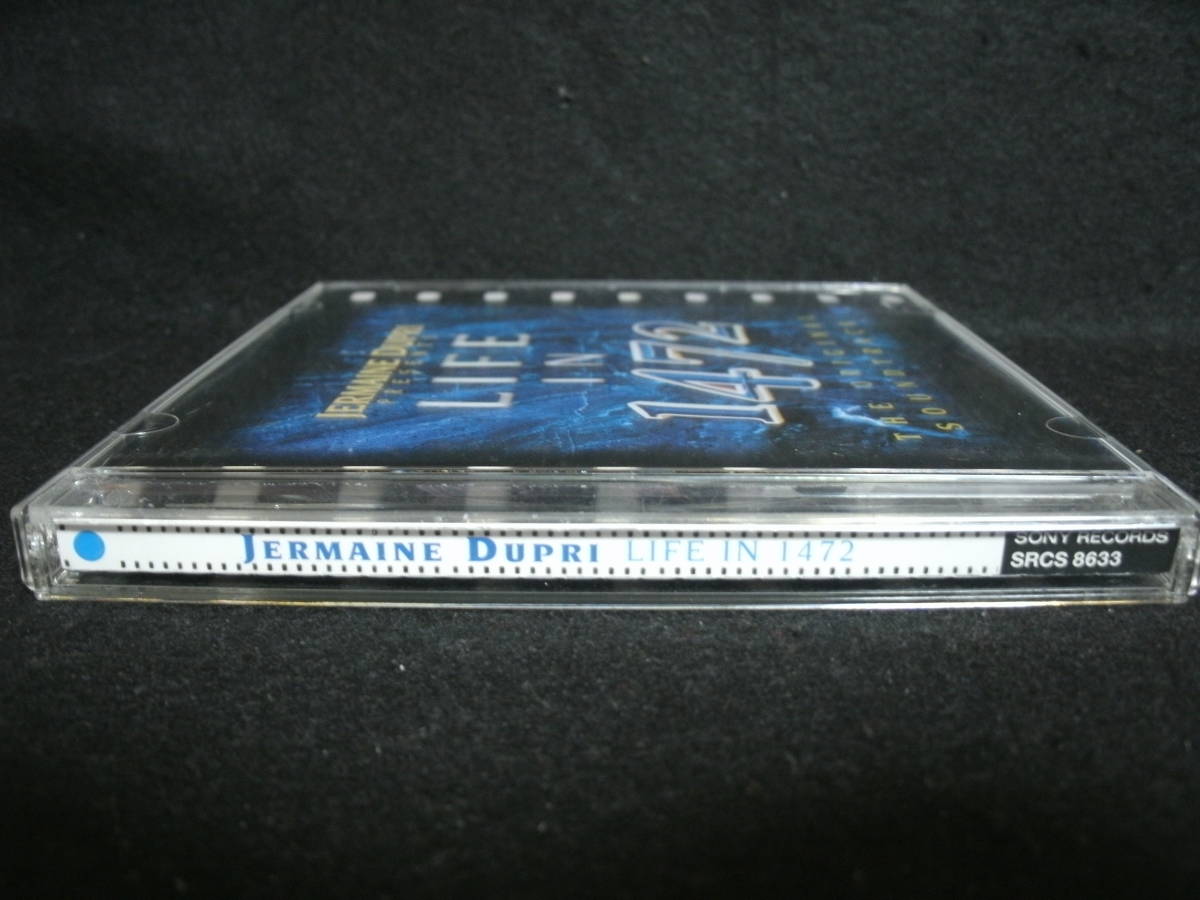 JERMAINE DUPRI
PRESENTS
LIFE
IN
1472
THE ORIGINAL
SOUNDTRACK
JERMAINE DUPRI LIFE IN 1472
SONY RECORDS
SRCS 8633